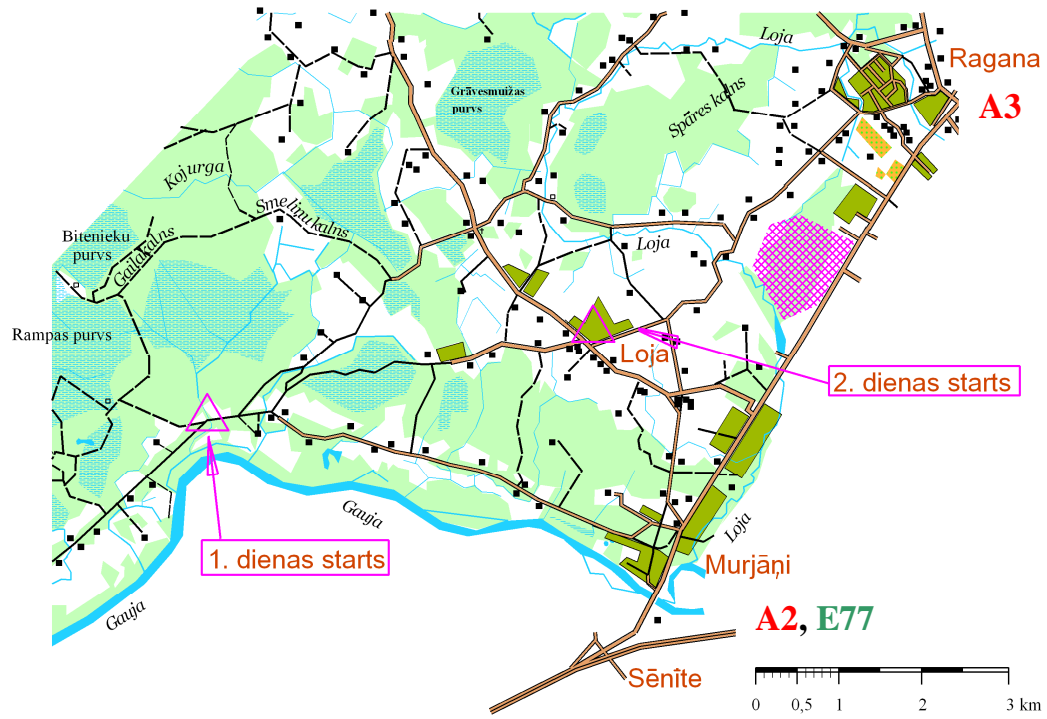 Loja
Ragana
A3
Grāvesmuižas
purvs
Spāres kalns
Kojurga
Smeliņu kalns
Bitenieku
purvs
Gaiļakalns
Loja
Rampas purvs
Loja
2. dienas starts
Gauja
Loja
1. dienas starts
Murjāņi
Gauja
A2, E77
Sēnīte
0 0,5 1 2 3 km